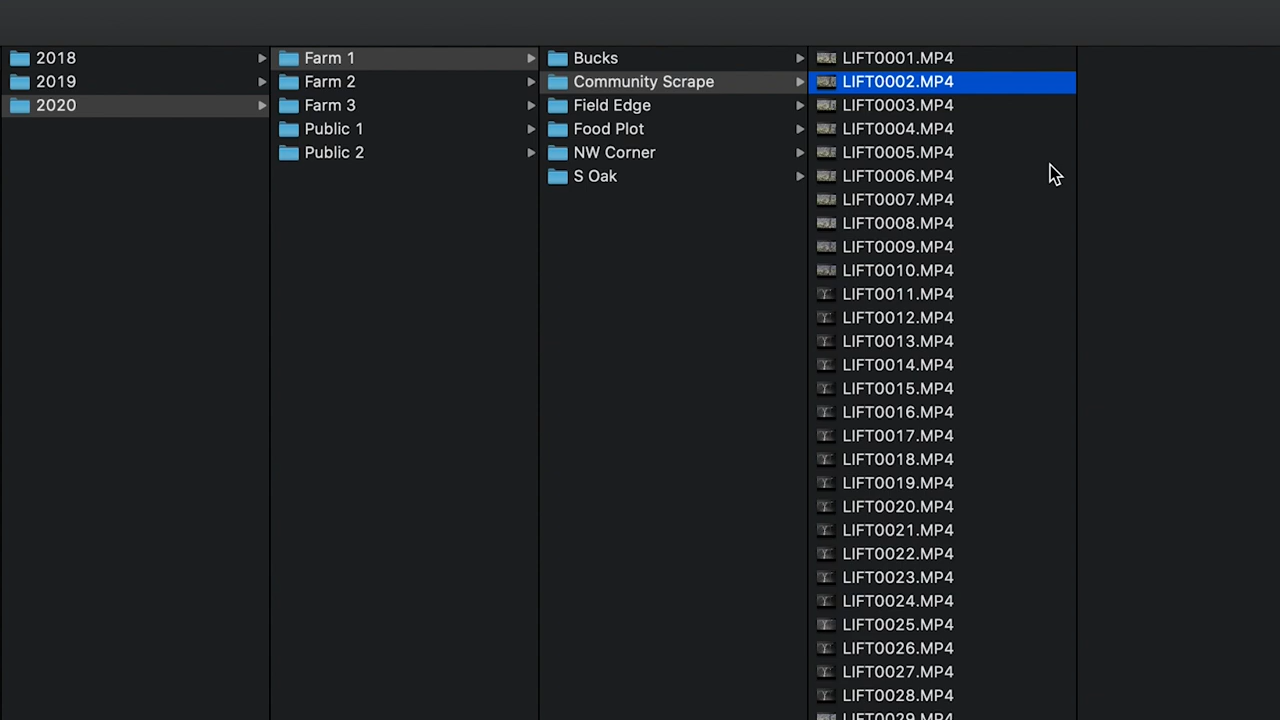 2018
2019
2020
Farm 1
Farm 2
Farm 3
Public 1
Public 2
Bucks
Community Scrape
Field Edge
Food Plot
NW Corner
S Oak
LIFT0001.MP4
LIFT0002.MP4
LIFT0003.MP4
LIFT0004.MP4
LIFT0005.MP4
LIFT0006.MP4
LIFT0007.MP4
LIFT0008.MP4
LIFT0009.MP4
LIFT0010.MP4
LIFT0011.MP4
LIFT0012.MP4
LIFT0013.MP4
LIFT0014.MP4
LIFT0015.MP4
LIFT0016.MP4
LIFT0017.MP4
LIFT0018.MP4
LIFT0019.MP4
LIFT0020.MP4
LIFT0021.MP4
LIFT0022.MP4
LIFT0023.MP4
LIFT0024.MP4
LIFT0025.MP4
LIFT0026.MP4
LIFT0027.MP4
LIFT0028.MP4
LIFT0029.MP4